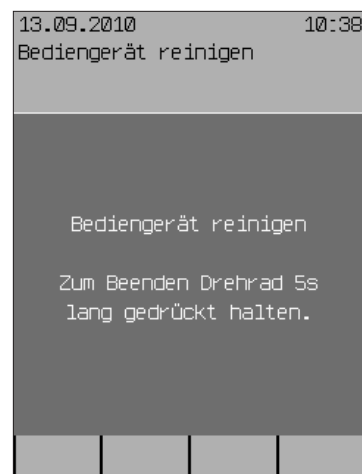 13.09.2010 10:38
Bediengerät reinigen
Bediengerät reinigen
Zum Beenden Drehrad 5s
lang gedrückt halten.